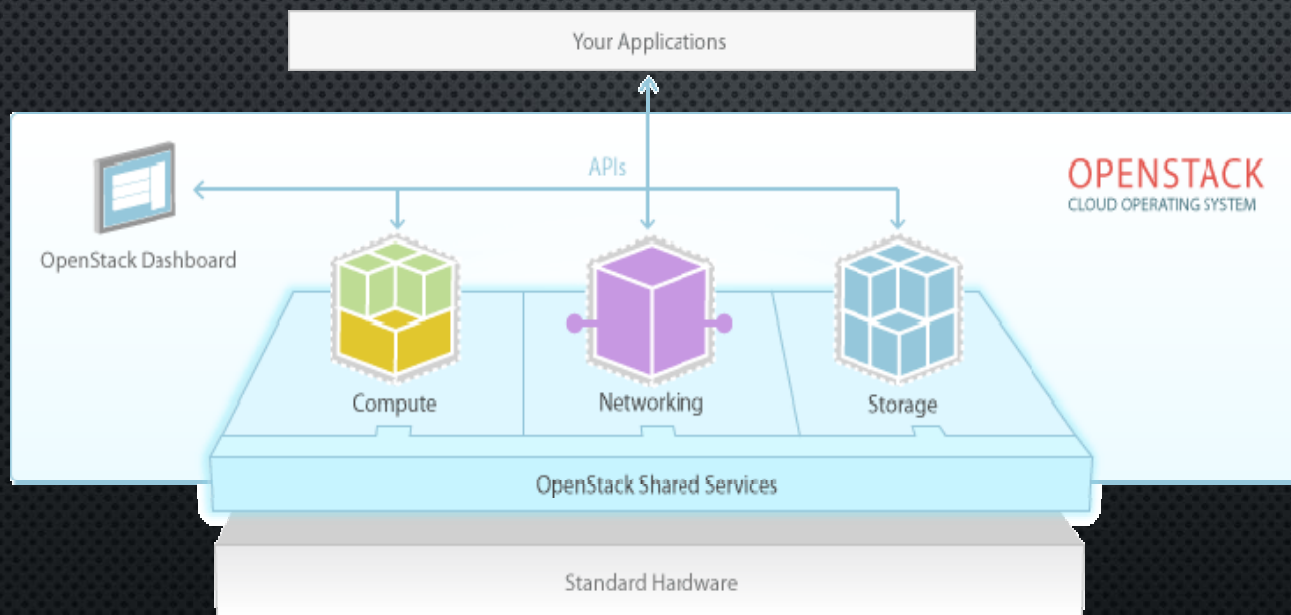 Your Applications
APIs
OPENSTACK
CLOUD OPERATING SYSTEM
OpenStack Dashboard
Compute
Networking
Storage
OpenStack Shared Services
Standard Hardware